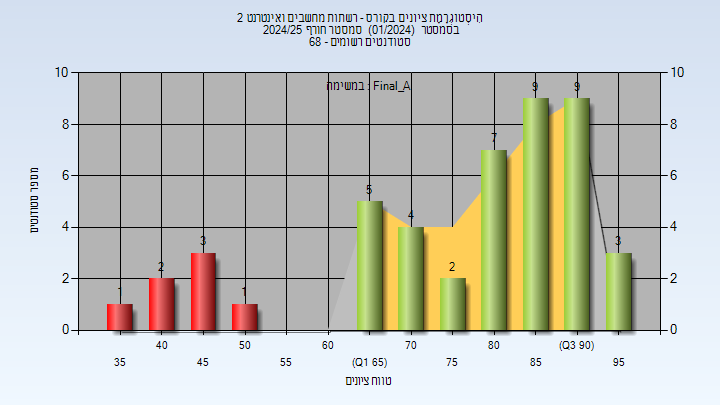 הִיסְטוֹגְרָמַת ציונים בקורס - רשתות מחשבים ואינטרנט 2
בסמסטר (01/2024) סמסטר חורף 2024/25
סטודנטים רשומים - 68
במשימה : Final_A
מספר סטודנטים
10 10
8 8
6 6
4 4
2 2
0 0
1 2 3 1 5 4 2 7 9 9 3
40 50 60 70 80 (Q3 90)
35 45 55 (Q1 65) 75 85 95
טווח ציונים